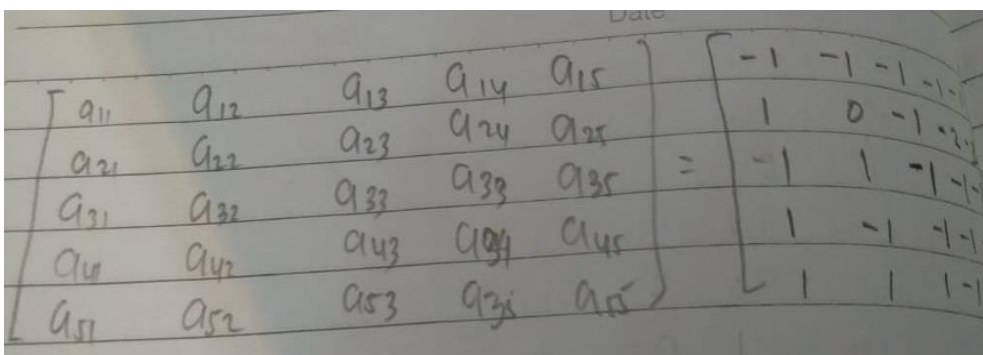 Date
[ a11 a12 a13 a14 a15 ] [ -1 -1 -1 -1 -
a21 a22 a23 a24 a25 1 0 -1 -2 -
a31 a32 a33 a33 a35 = -1 1 -1 -1 -
a41 a42 a43 a44 a45 1 -1 -1 -1
a51 a52 a53 a35 a55 1 1 1 -1